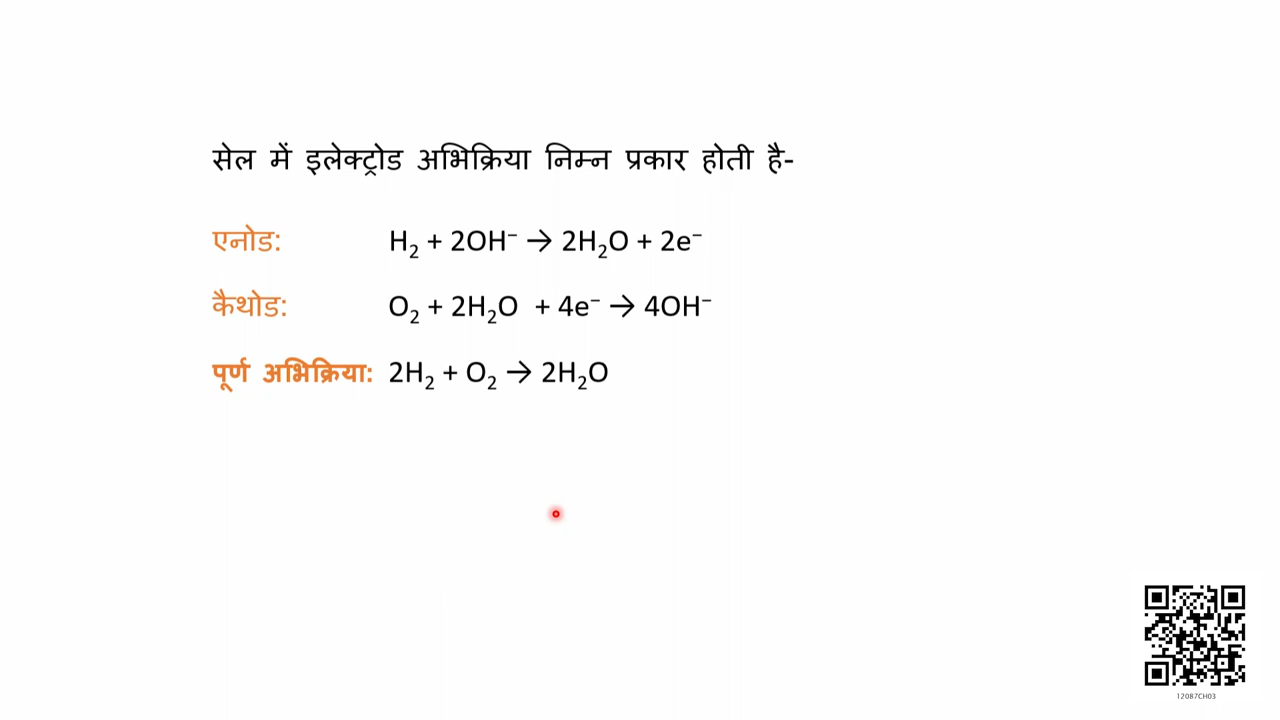 सेल में इलेक्ट्रोड अभिक्रिया निम्न प्रकार होती है-
एनोड: H₂ + 2OH⁻ → 2H₂O + 2e⁻
कैथोड: O₂ + 2H₂O + 4e⁻ → 4OH⁻
पूर्ण अभिक्रिया: 2H₂ + O₂ → 2H₂O
12087CH03